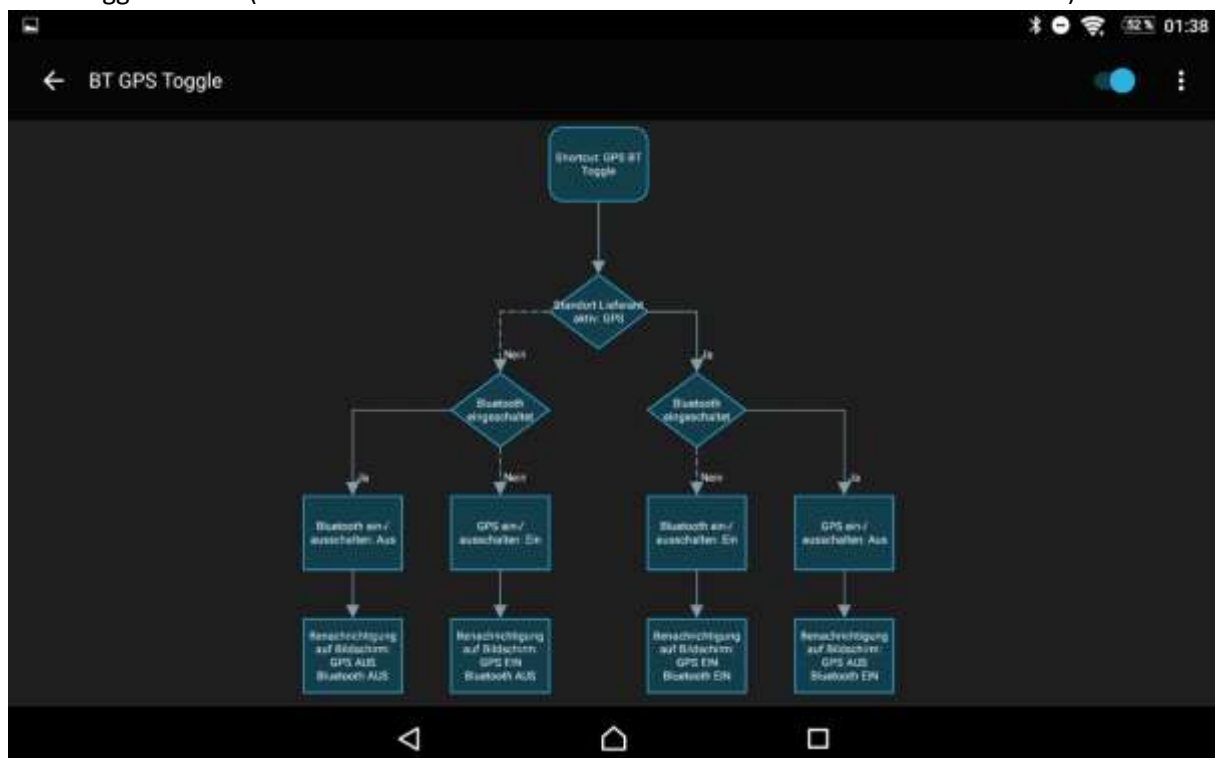 01:38
BT GPS Toggle
Shortcut: GPS BT
Toggle
Standort Lieferant
aktiv: GPS
Nein
Ja
Bluetooth
eingeschaltet
Bluetooth
eingeschaltet
Ja
Nein
Nein
Ja
Bluetooth ein-/
ausschalten: Aus
GPS ein-/
ausschalten: Ein
Bluetooth ein-/
ausschalten: Ein
GPS ein-/
ausschalten: Aus
Benachrichtigung
auf Bildschirm:
GPS AUS
Bluetooth AUS
Benachrichtigung
auf Bildschirm:
GPS EIN
Bluetooth AUS
Benachrichtigung
auf Bildschirm:
GPS EIN
Bluetooth EIN
Benachrichtigung
auf Bildschirm:
GPS AUS
Bluetooth EIN